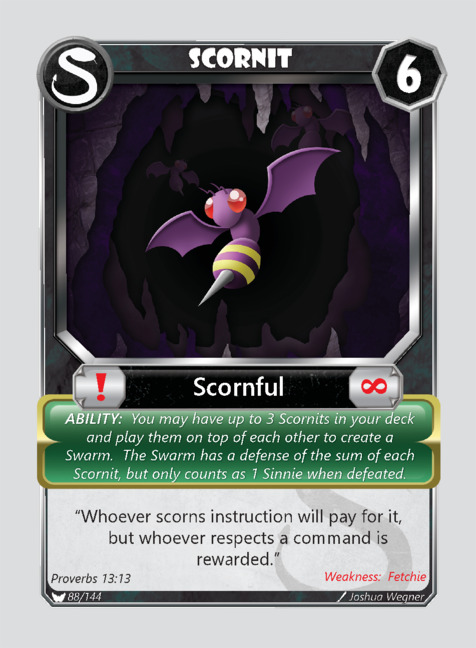 S
SCORNIT
6
!
Scornful
∞
ABILITY: You may have up to 3 Scornits in your deck
and play them on top of each other to create a
Swarm. The Swarm has a defense of the sum of each
Scornit, but only counts as 1 Sinnie when defeated.
“Whoever scorns instruction will pay for it,
but whoever respects a command is
rewarded.”
Proverbs 13:13
Weakness: Fetchie
88/144
Joshua Wegner